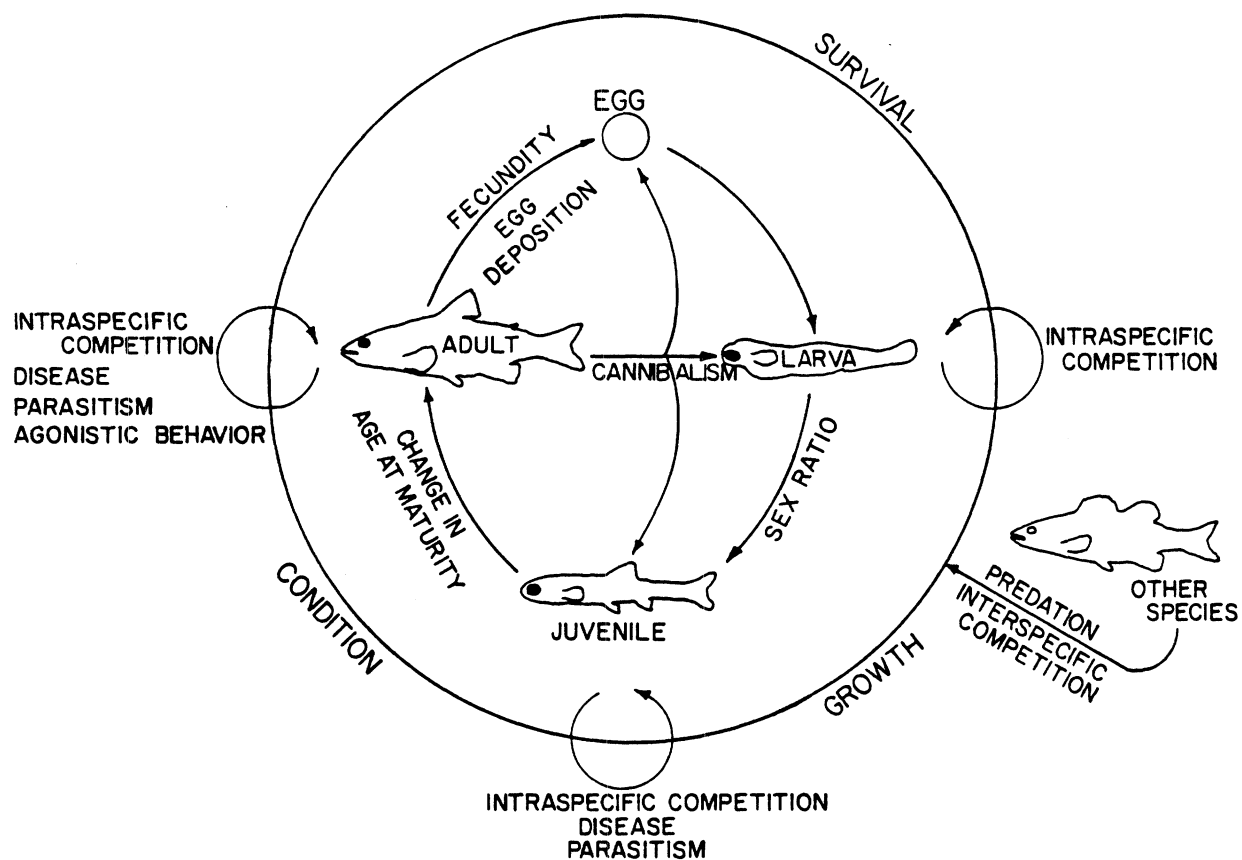 SURVIVAL
EGG
FECUNDITY
EGG
DEPOSITION
INTRASPECIFIC
COMPETITION
DISEASE
PARASITISM
AGONISTIC BEHAVIOR
ADULT
CANNIBALISM
LARVA
INTRASPECIFIC
COMPETITION
CHANGE IN
AGE AT MATURITY
SEX RATIO
JUVENILE
CONDITION
GROWTH
OTHER
SPECIES
PREDATION
INTERSPECIFIC
COMPETITION
INTRASPECIFIC COMPETITION
DISEASE
PARASITISM